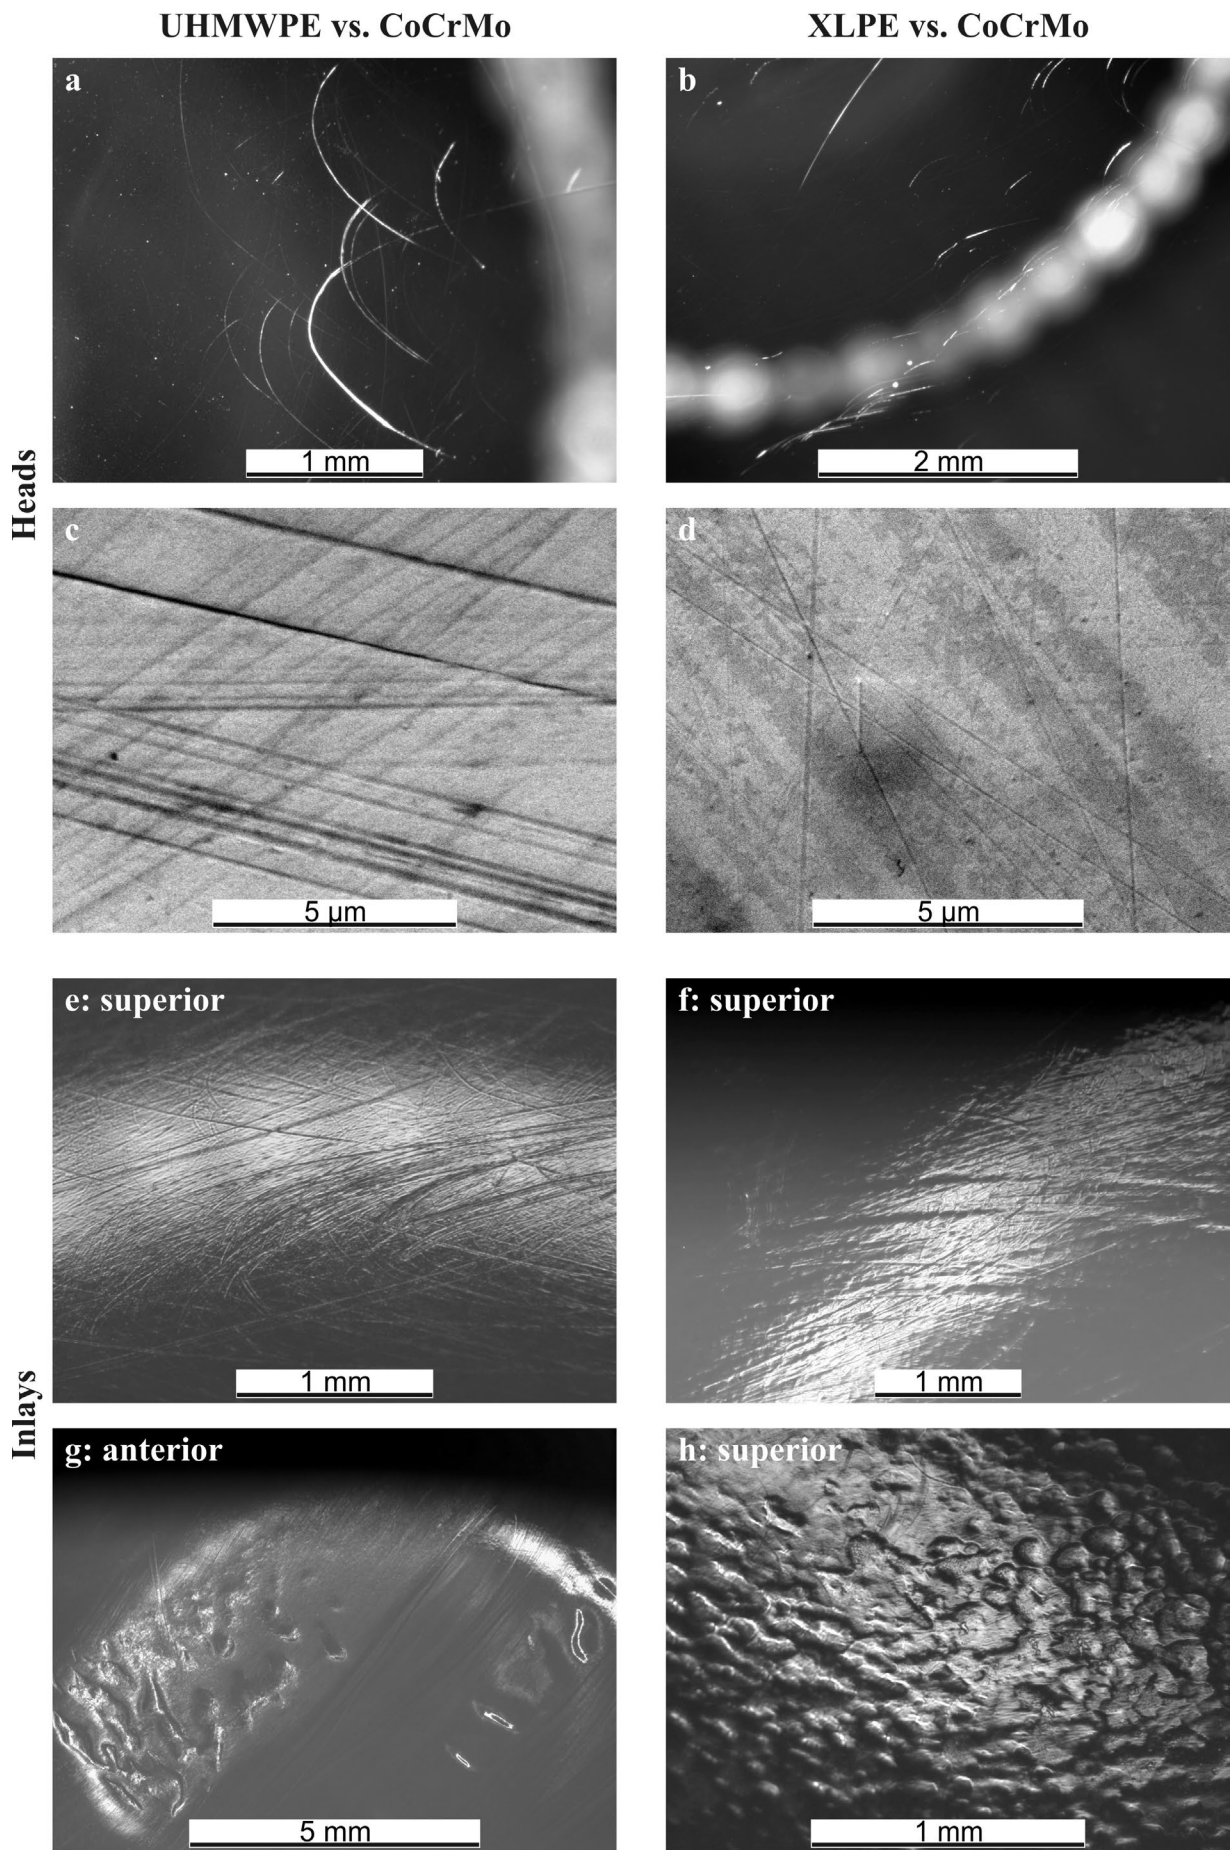 UHMWPE vs. CoCrMo
XLPE vs. CoCrMo
Heads
a
1 mm
b
2 mm
c
5 µm
d
5 µm
Inlays
e: superior
1 mm
f: superior
1 mm
g: anterior
5 mm
h: superior
1 mm